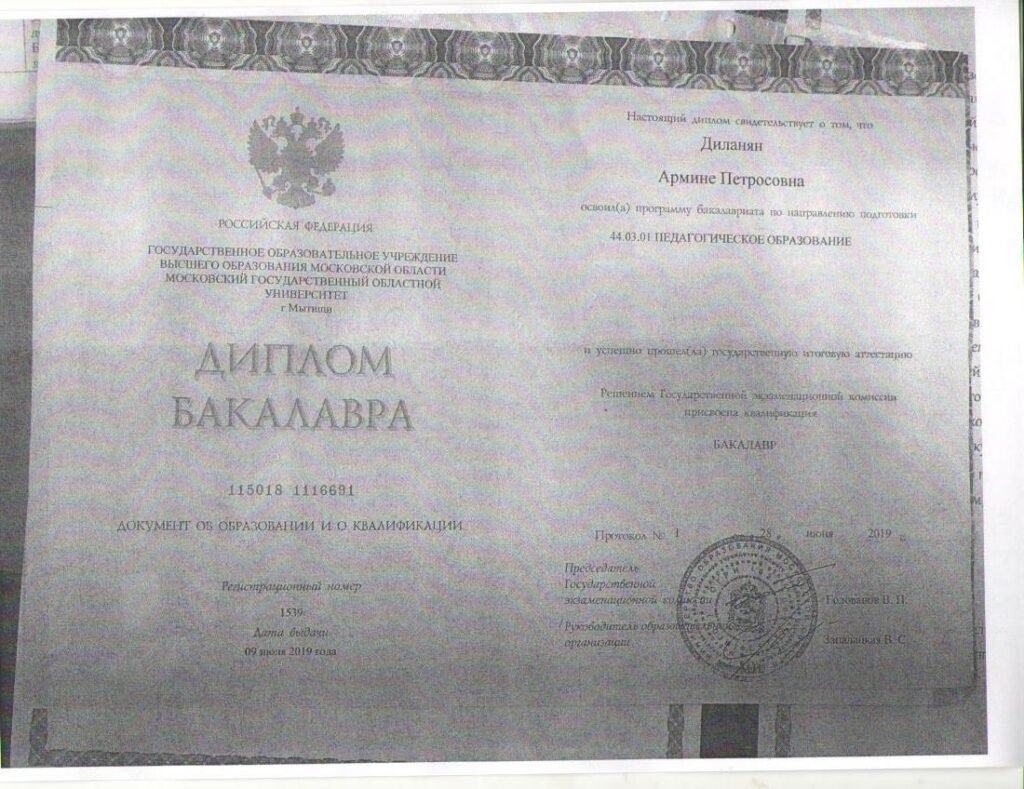 РОССИЙСКАЯ ФЕДЕРАЦИЯ
ГОСУДАРСТВЕННОЕ ОБРАЗОВАТЕЛЬНОЕ УЧРЕЖДЕНИЕ
ВЫСШЕГО ОБРАЗОВАНИЯ МОСКОВСКОЙ ОБЛАСТИ
МОСКОВСКИЙ ГОСУДАРСТВЕННЫЙ ОБЛАСТНОЙ
УНИВЕРСИТЕТ
г Мытищи
ДИПЛОМ
БАКАЛАВРА
115018 1116691
ДОКУМЕНТ ОБ ОБРАЗОВАНИИ И О КВАЛИФИКАЦИИ
Регистрационный номер
1539
Дата выдачи
09 июля 2019 года
Настоящий диплом свидетельствует о том, что
Диланян
Армине Петросовна
освоил(а) программу бакалавриата по направлению подготовки
44.03.01 ПЕДАГОГИЧЕСКОЕ ОБРАЗОВАНИЕ
и успешно прошел(ла) государственную итоговую аттестацию
Решением Государственной экзаменационной комиссии
присвоена квалификация
БАКАЛАВР
Протокол № 1 28 июня 2019 г.
Председатель
Государственной
экзаменационной комиссии Голованов В. П.
Руководитель образовательной
организации Запалацкая В. С.